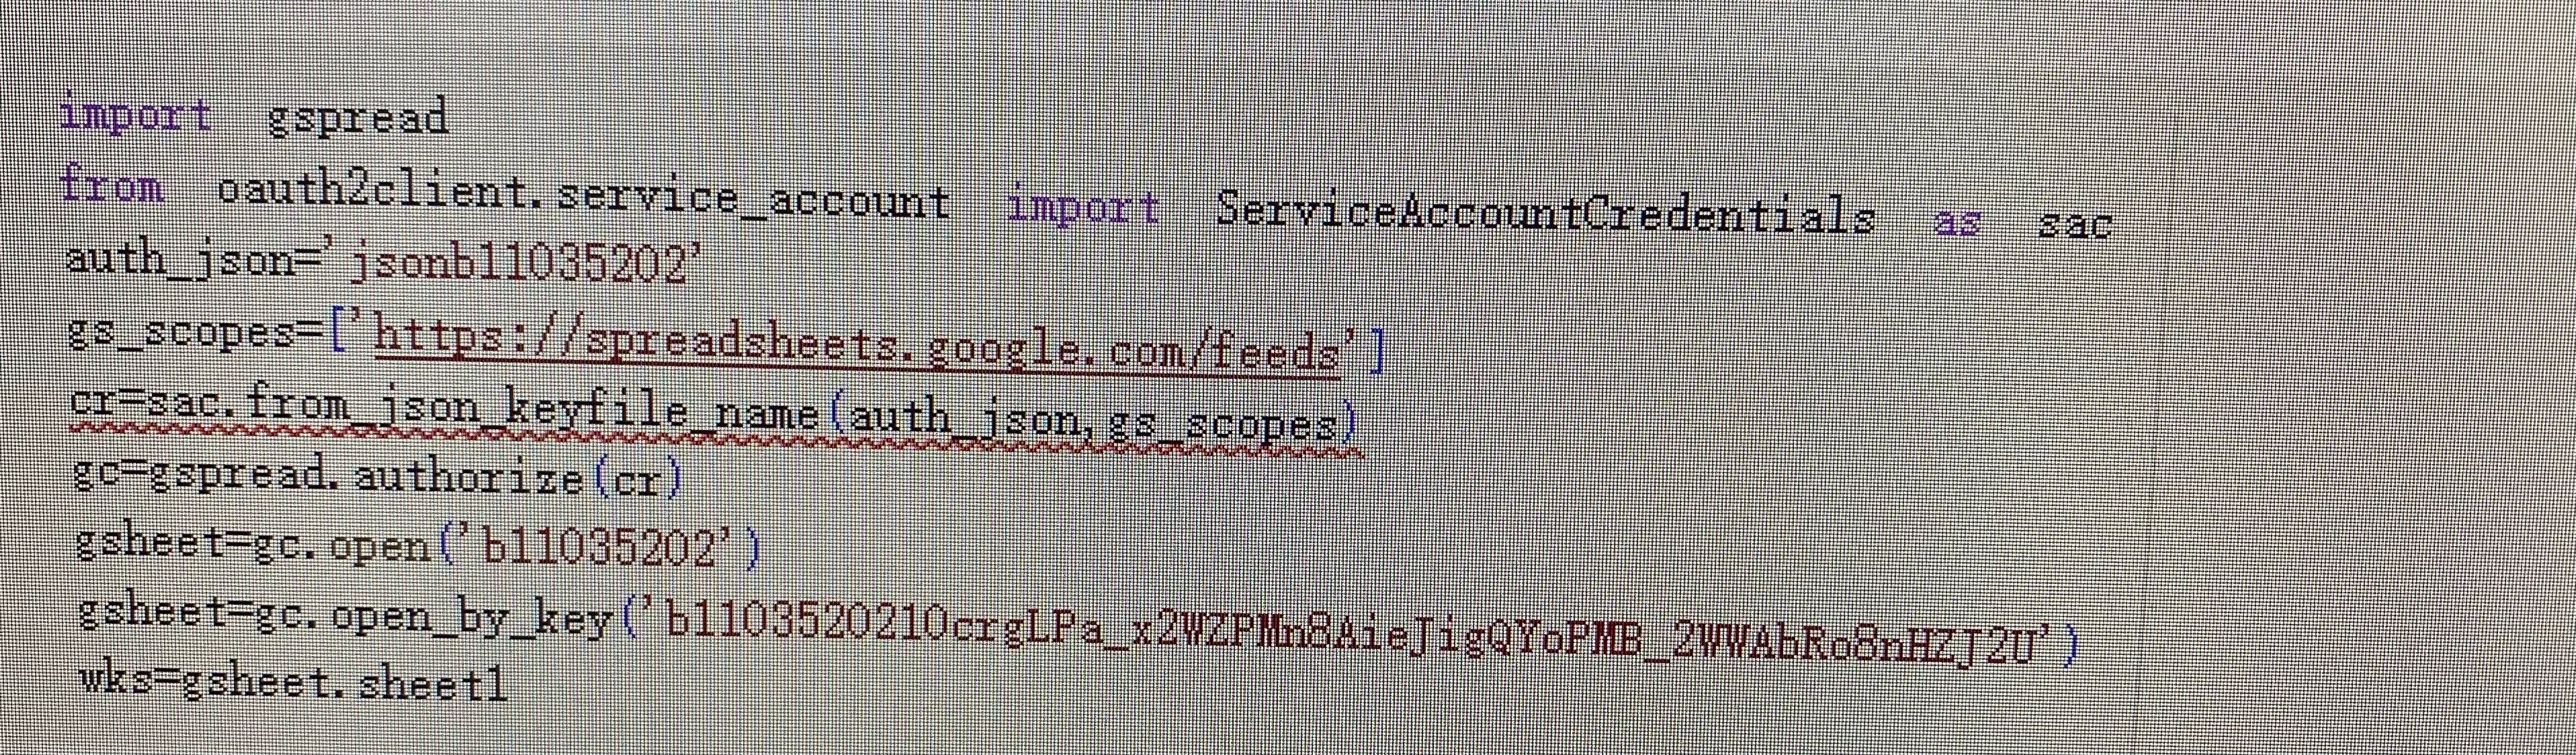 import gspread
from oauth2client.service_account import ServiceAccountCredentials as sac
auth_json='jsonb11035202'
gs_scopes=['https://spreadsheets.google.com/feeds']
cr=sac.from_json_keyfile_name(auth_json,gs_scopes)
gc=gspread.authorize(cr)
gsheet=gc.open('b11035202')
gsheet=gc.open_by_key('b1103520210crgLPa_x2WZPMn8AieJigQYoPMB_2WWAbRo8nHZJ2U')
wks=gsheet.sheet1